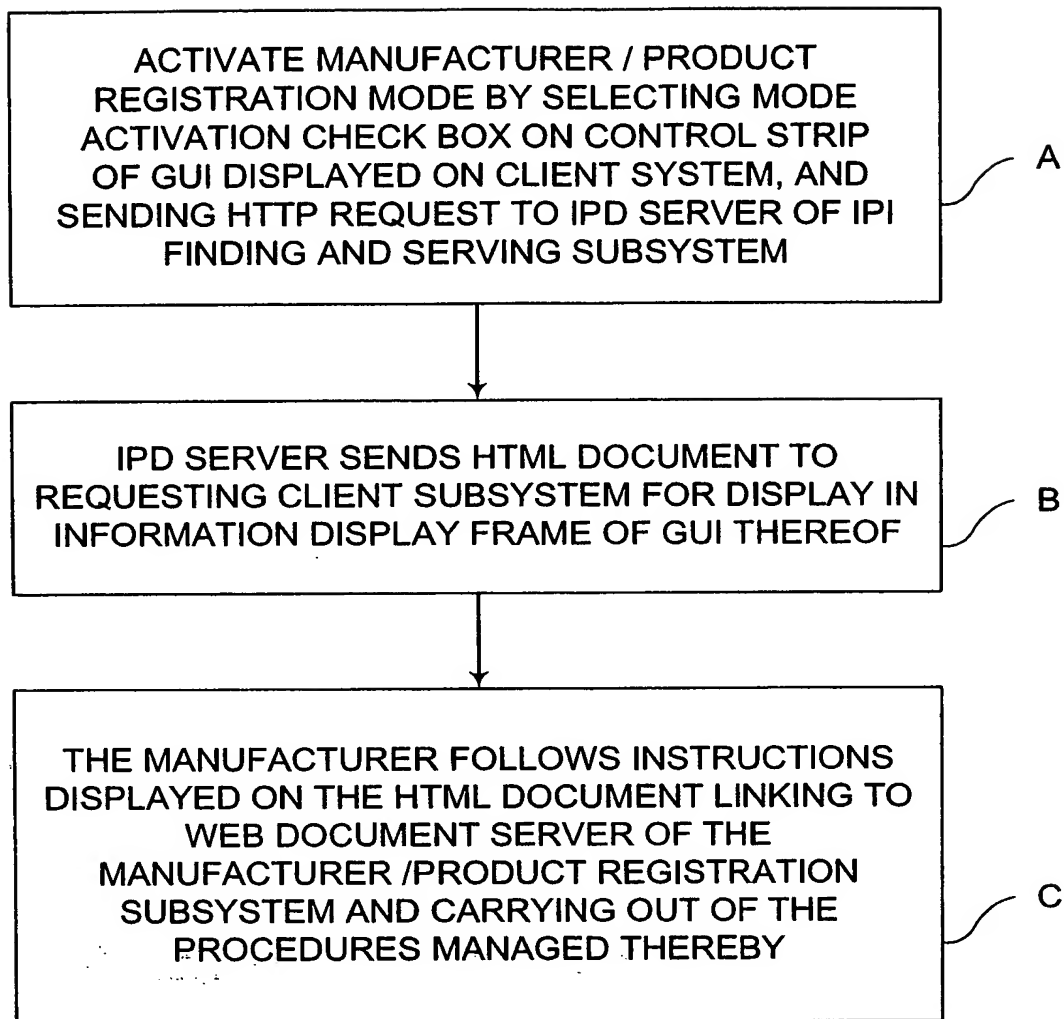 ACTIVATE MANUFACTURER / PRODUCT
REGISTRATION MODE BY SELECTING MODE
ACTIVATION CHECK BOX ON CONTROL STRIP
OF GUI DISPLAYED ON CLIENT SYSTEM, AND
SENDING HTTP REQUEST TO IPD SERVER OF IPI
FINDING AND SERVING SUBSYSTEM
A
IPD SERVER SENDS HTML DOCUMENT TO
REQUESTING CLIENT SUBSYSTEM FOR DISPLAY IN
INFORMATION DISPLAY FRAME OF GUI THEREOF
B
THE MANUFACTURER FOLLOWS INSTRUCTIONS
DISPLAYED ON THE HTML DOCUMENT LINKING TO
WEB DOCUMENT SERVER OF THE
MANUFACTURER /PRODUCT REGISTRATION
SUBSYSTEM AND CARRYING OUT OF THE
PROCEDURES MANAGED THEREBY
C